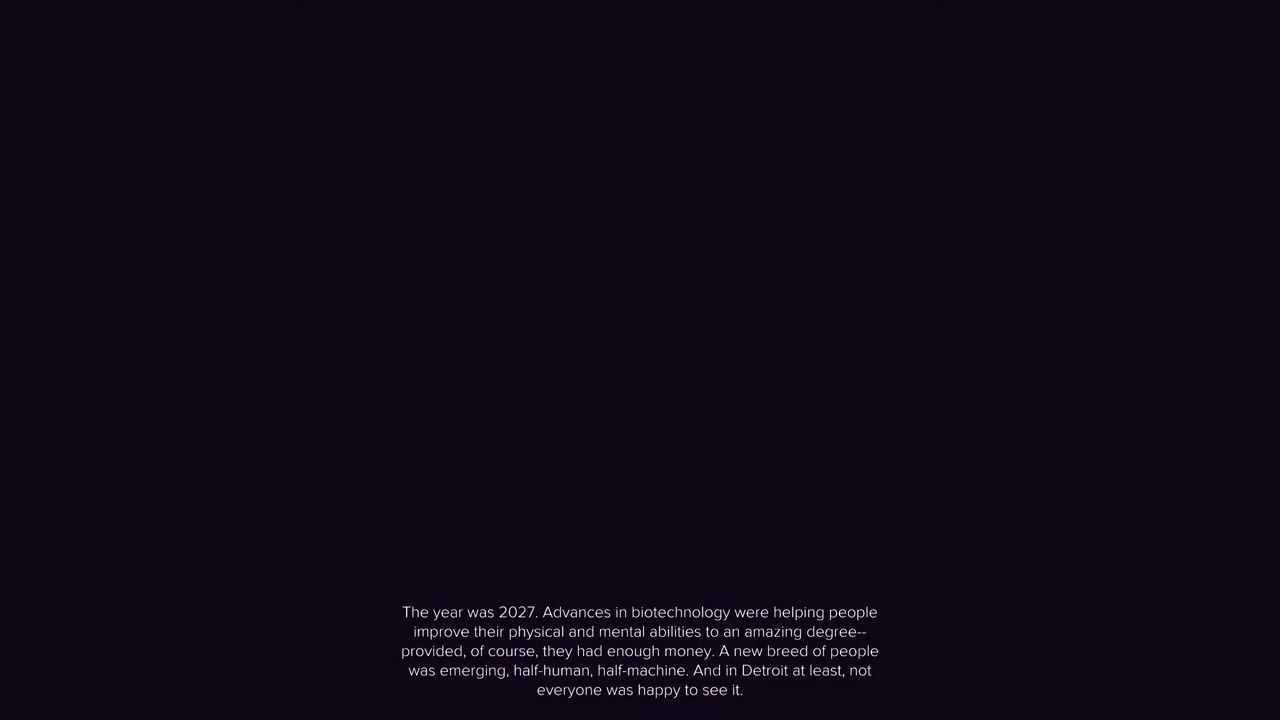 The year was 2027. Advances in biotechnology were helping people
improve their physical and mental abilities to an amazing degree--
provided, of course, they had enough money. A new breed of people
was emerging, half-human, half-machine. And in Detroit at least, not
everyone was happy to see it.